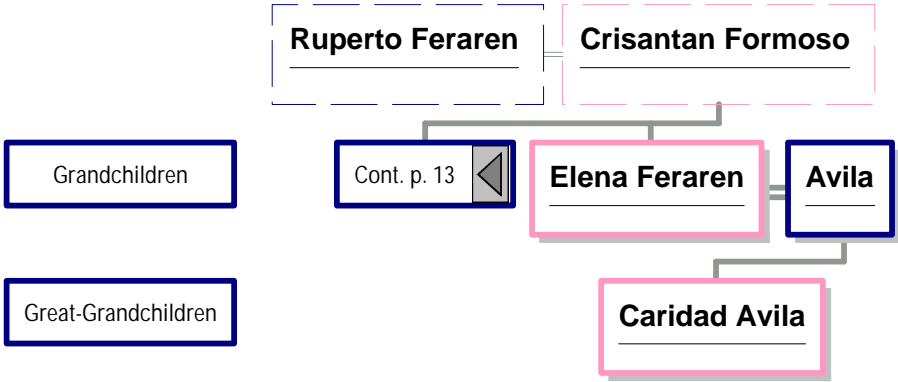 Ruperto Feraren
Crisantan Formoso
Grandchildren
Cont. p. 13
Elena Feraren
Avila
Great-Grandchildren
Caridad Avila